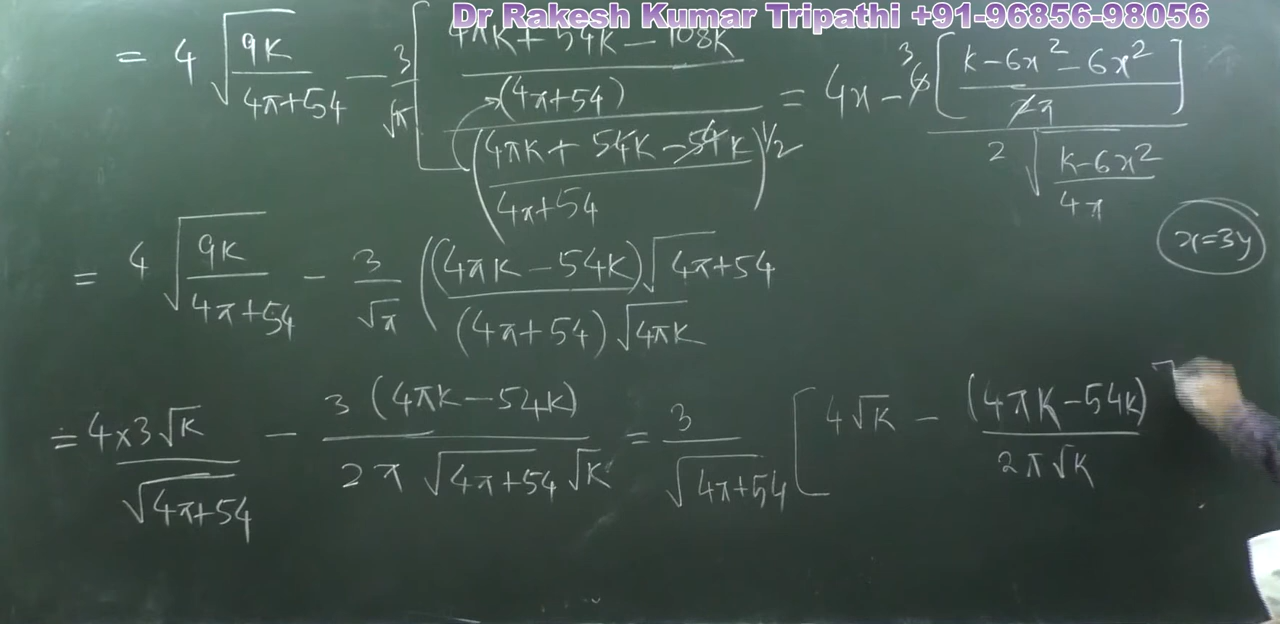 Dr Rakesh Kumar Tripathi +91-96856-98056
= 4 √(9K/(4π+54)) − 3/√π [ ((4πK + 54K − 108K)/(4π+54)) / ((4πK + 54K − 54K)/(4π+54))^1/2 = 4x − 6 3 [(K − 6x² − 6x²)/2π] / 2 √((K − 6x²)/4π)
x=3y
= 4 √(9K/(4π+54)) − 3/√π ( (4πK − 54K) √4π+54 / (4π+54) √4πK
= 4×3√K / √4π+54 − 3 (4πK − 54K) / 2π √4π+54 √K = 3/√4π+54 [ 4√K − (4πK − 54K) / 2π√K ]